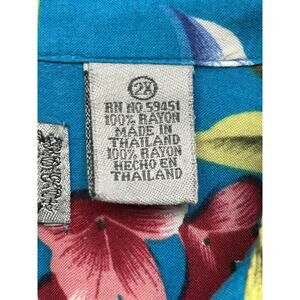 2X
RN NO 59451
100% RAYON
MADE IN
THAILAND
100% RAYON
HECHO EN
THAILAND